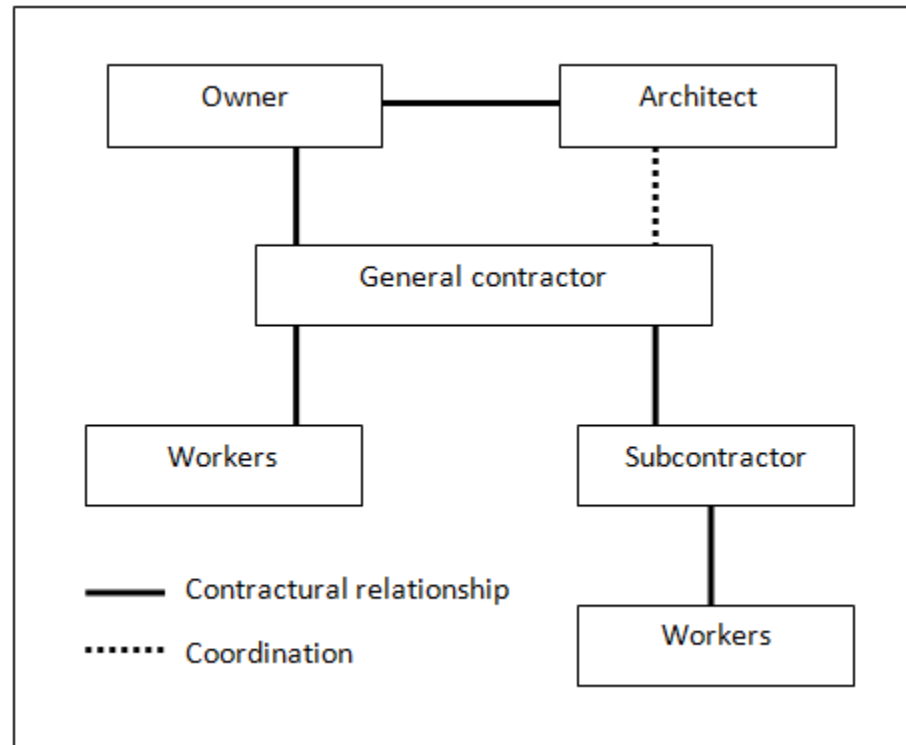 Owner
Architect
General contractor
Workers
Subcontractor
Contractural relationship
Workers
Coordination